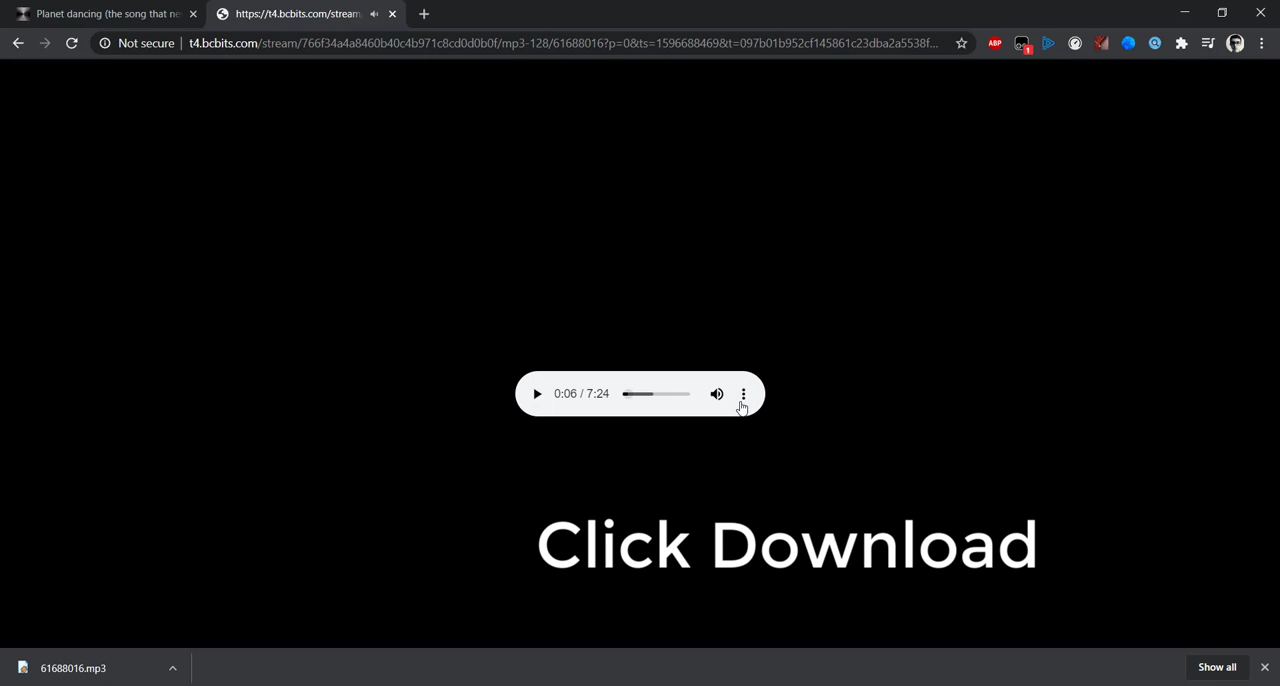 Planet dancing (the song that ne
https://t4.bcbits.com/stream
Not secure
t4.bcbits.com/stream/766f34a4a8460b40c4b971c8cd0d0b0f/mp3-128/61688016?p=0&ts=1596688469&t=097b01b952cf145861c23dba2a5538f...
ABP
1
0:06 / 7:24
Click Download
61688016.mp3
Show all